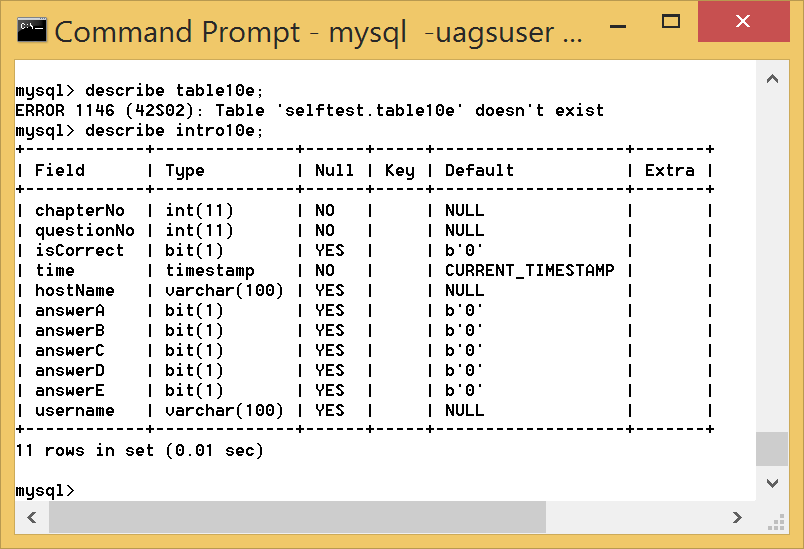 Command Prompt - mysql  -uagsuser ...
mysql> describe table10e;
ERROR 1146 (42S02): Table 'selftest.table10e' doesn't exist
mysql> describe intro10e;
+------------+--------------+------+-----+-------------------+-------+
| Field      | Type         | Null | Key | Default           | Extra |
+------------+--------------+------+-----+-------------------+-------+
| chapterNo  | int(11)      | NO   |     | NULL              |       |
| questionNo | int(11)      | NO   |     | NULL              |       |
| isCorrect  | bit(1)       | YES  |     | b'0'              |       |
| time       | timestamp    | NO   |     | CURRENT_TIMESTAMP |       |
| hostName   | varchar(100) | YES  |     | NULL              |       |
| answerA    | bit(1)       | YES  |     | b'0'              |       |
| answerB    | bit(1)       | YES  |     | b'0'              |       |
| answerC    | bit(1)       | YES  |     | b'0'              |       |
| answerD    | bit(1)       | YES  |     | b'0'              |       |
| answerE    | bit(1)       | YES  |     | b'0'              |       |
| username   | varchar(100) | YES  |     | NULL              |       |
+------------+--------------+------+-----+-------------------+-------+
11 rows in set (0.01 sec)
mysql>